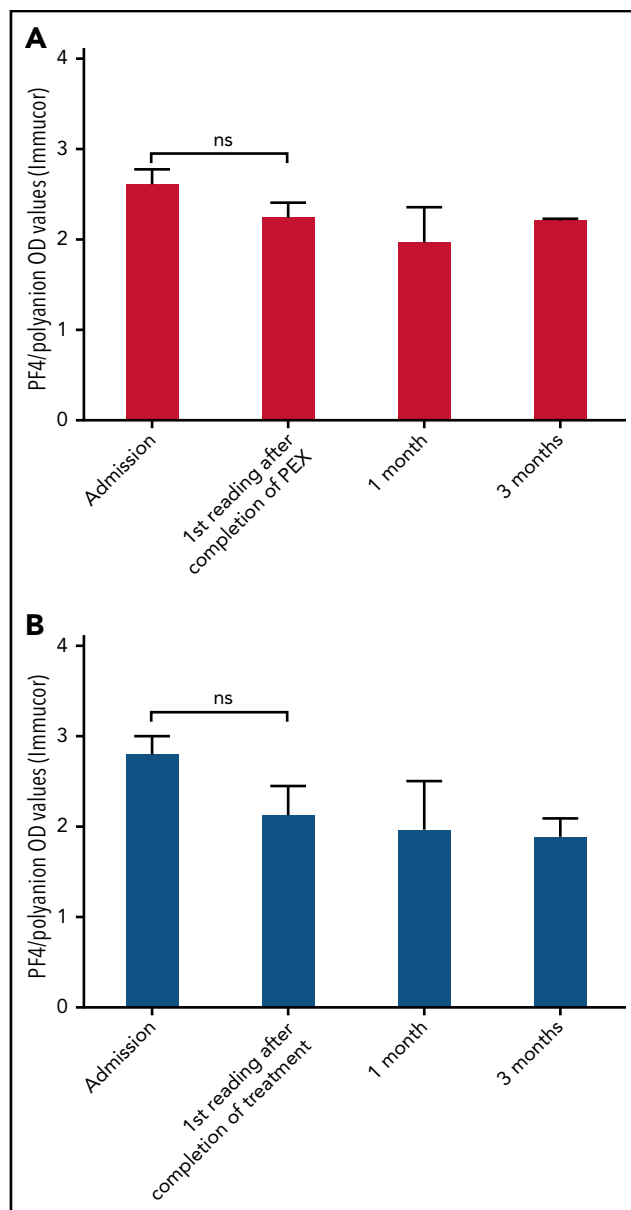 A
PF4/polyanion OD values (Immucor)
4
3
2
1
0
ns
Admission
1st reading after
completion of PEX
1 month
3 months
B
PF4/polyanion OD values (Immucor)
4
3
2
1
0
ns
Admission
1st reading after
completion of treatment
1 month
3 months